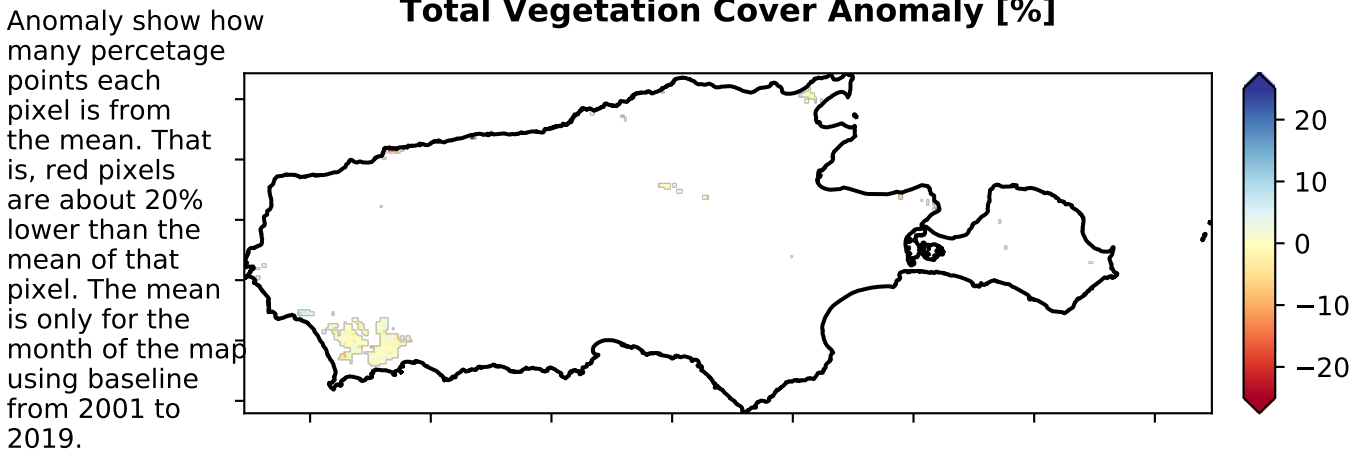 Total Vegetation Cover Anomaly [%]
Anomaly show how
many percetage
points each
pixel is from
the mean. That
is, red pixels
are about 20%
lower than the
mean of that
pixel. The mean
is only for the
month of the map
using baseline
from 2001 to
2019.
20
10
0
−10
−20